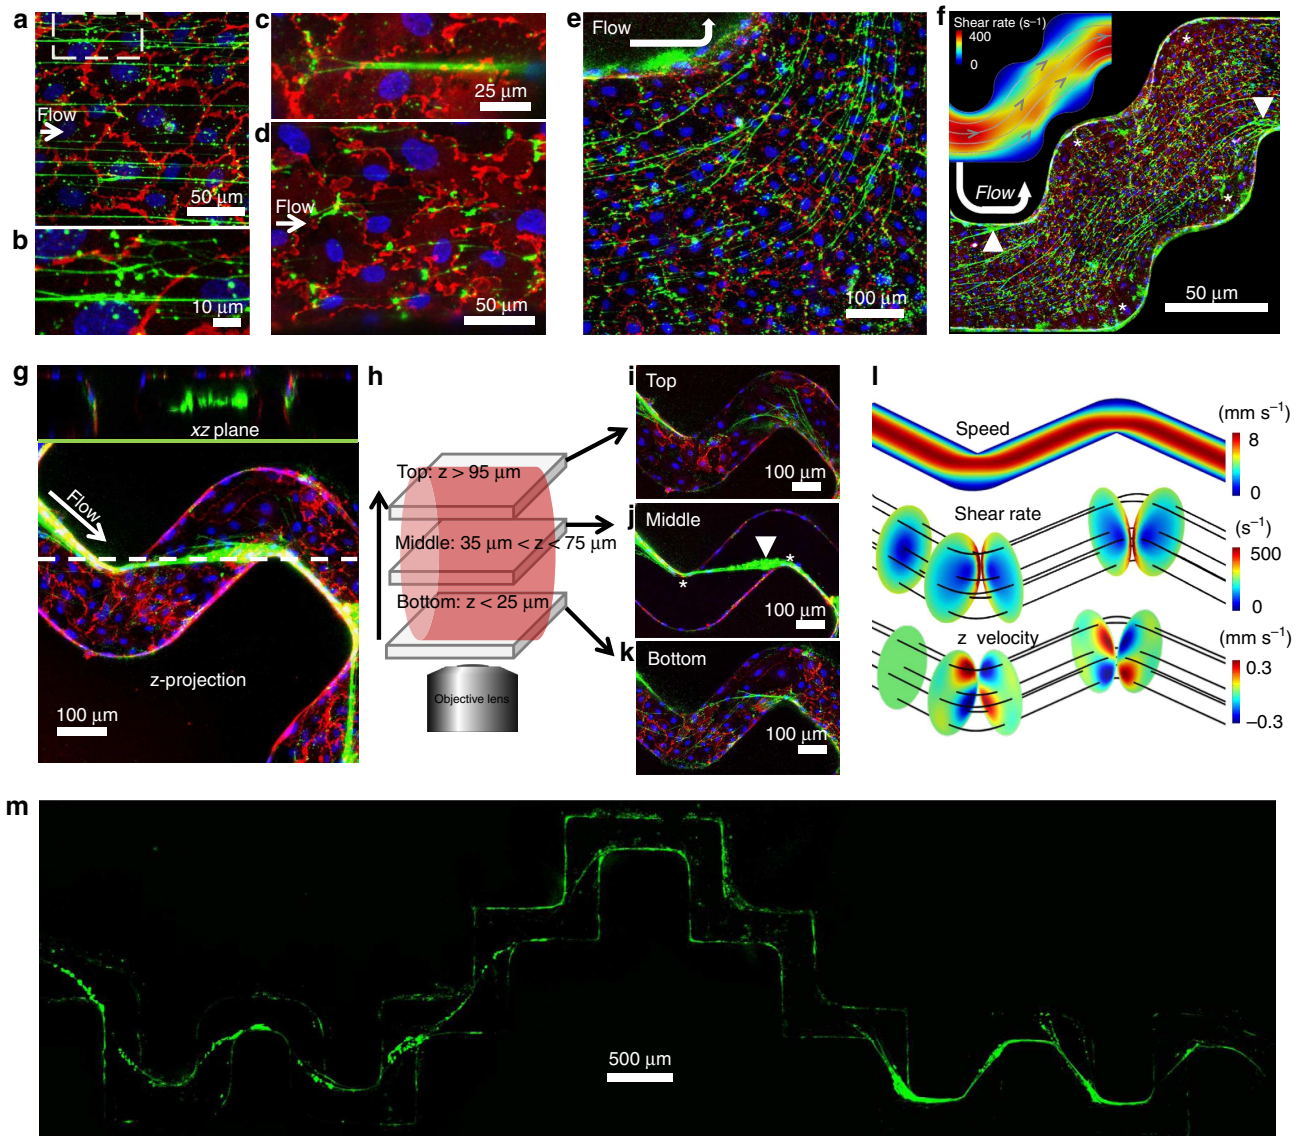 a
Flow
50 μm
b
10 μm
c
25 μm
d
Flow
50 μm
e
Flow
100 μm
f
Shear rate (s⁻¹)
400
0
Flow
*
*
*
*
50 μm
g
xz plane
Flow
z-projection
100 μm
h
Top: z > 95 μm
Middle: 35 μm < z < 75 μm
Bottom: z < 25 μm
Objective lens
i
Top
100 μm
j
Middle
*
*
100 μm
k
Bottom
100 μm
l
Speed
(mm s⁻¹)
8
0
Shear rate
(s⁻¹)
500
0
z velocity
(mm s⁻¹)
0.3
−0.3
m
500 μm